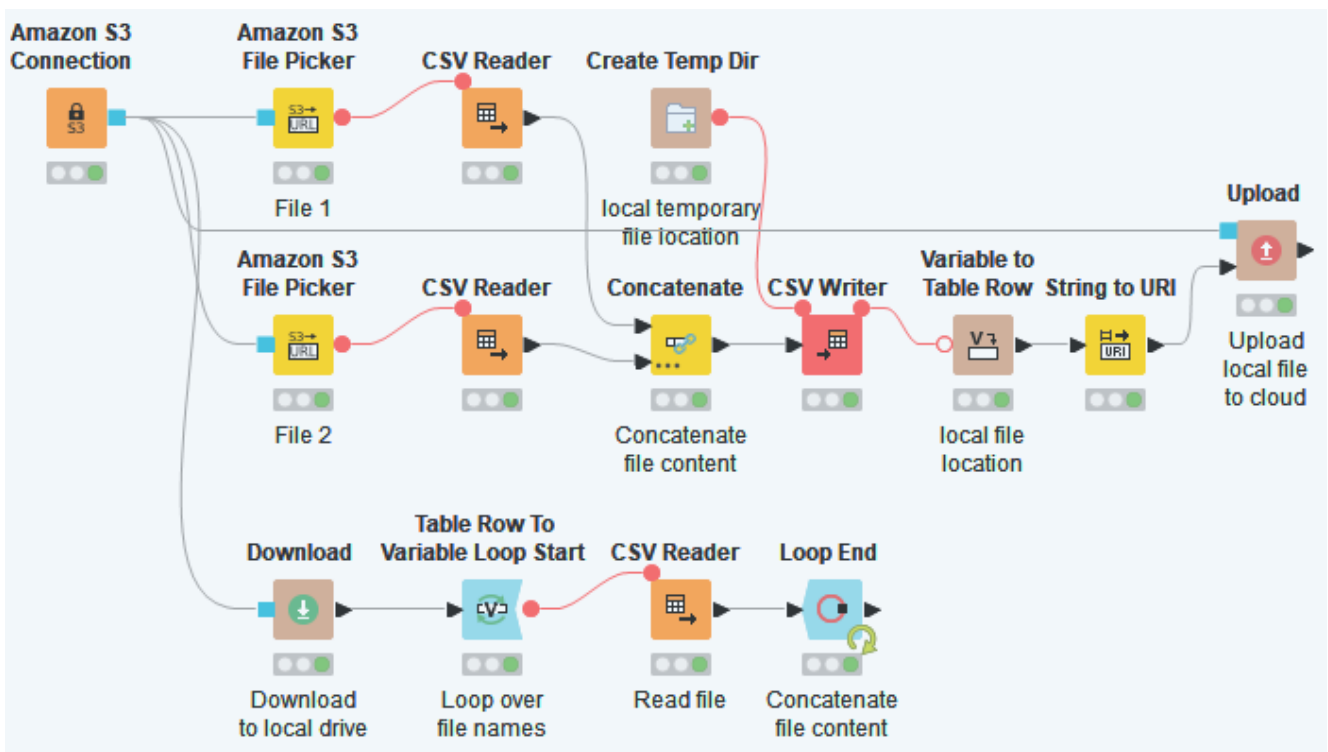 Amazon S3
Connection
Amazon S3
File Picker
CSV Reader
Create Temp Dir
S3
S3
URL
File 1
local temporary
file location
Upload
Amazon S3
File Picker
CSV Reader
Concatenate
CSV Writer
Variable to
Table Row
String to URI
S3
URL
V
URI
File 2
Concatenate
file content
local file
location
Upload
local file
to cloud
Download
Table Row To
Variable Loop Start
CSV Reader
Loop End
V
Download
to local drive
Loop over
file names
Read file
Concatenate
file content